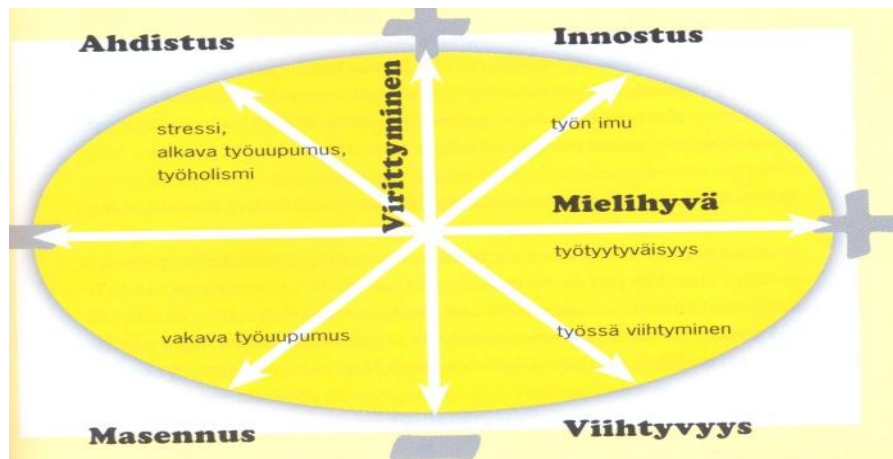 Ahdistus
Innostus
Virittyminen
stressi,
alkava työuupumus,
työholismi
työn imu
Mielihyvä
työtyytyväisyys
vakava työuupumus
työssä viihtyminen
Masennus
Viihtyvyys